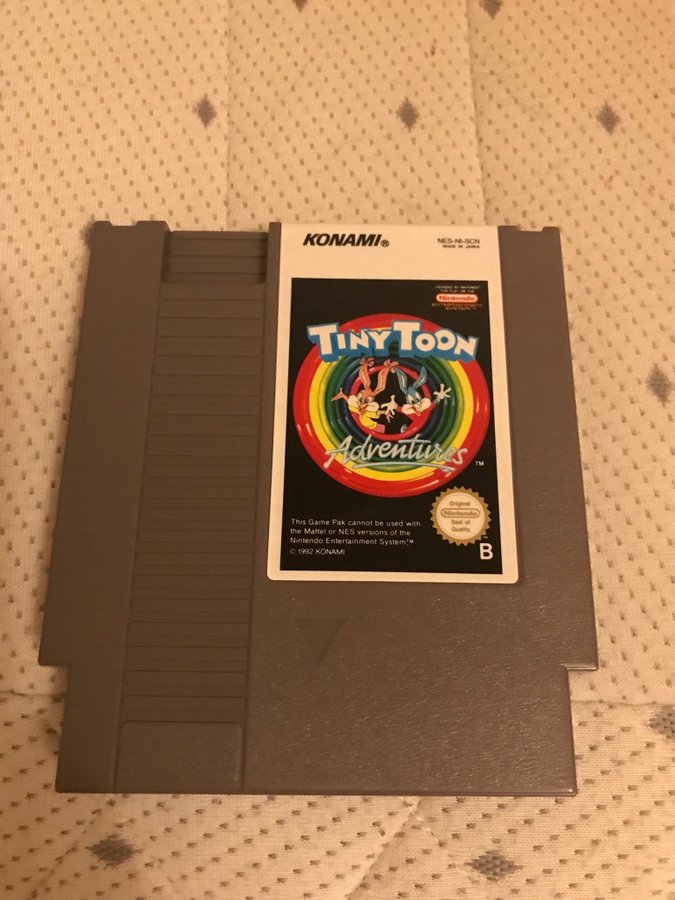 KONAMI®
NES-NI-SCN
MADE IN JAPAN
LICENSED BY NINTENDO
FOR PLAY ON THE
Nintendo
ENTERTAINMENT
SYSTEM
TINY TOON
Adventures
TM
Original
Nintendo
Seal of
Quality
This Game Pak cannot be used with
the Mattel or NES versions of the
Nintendo Entertainment System™
© 1992 KONAMI
B